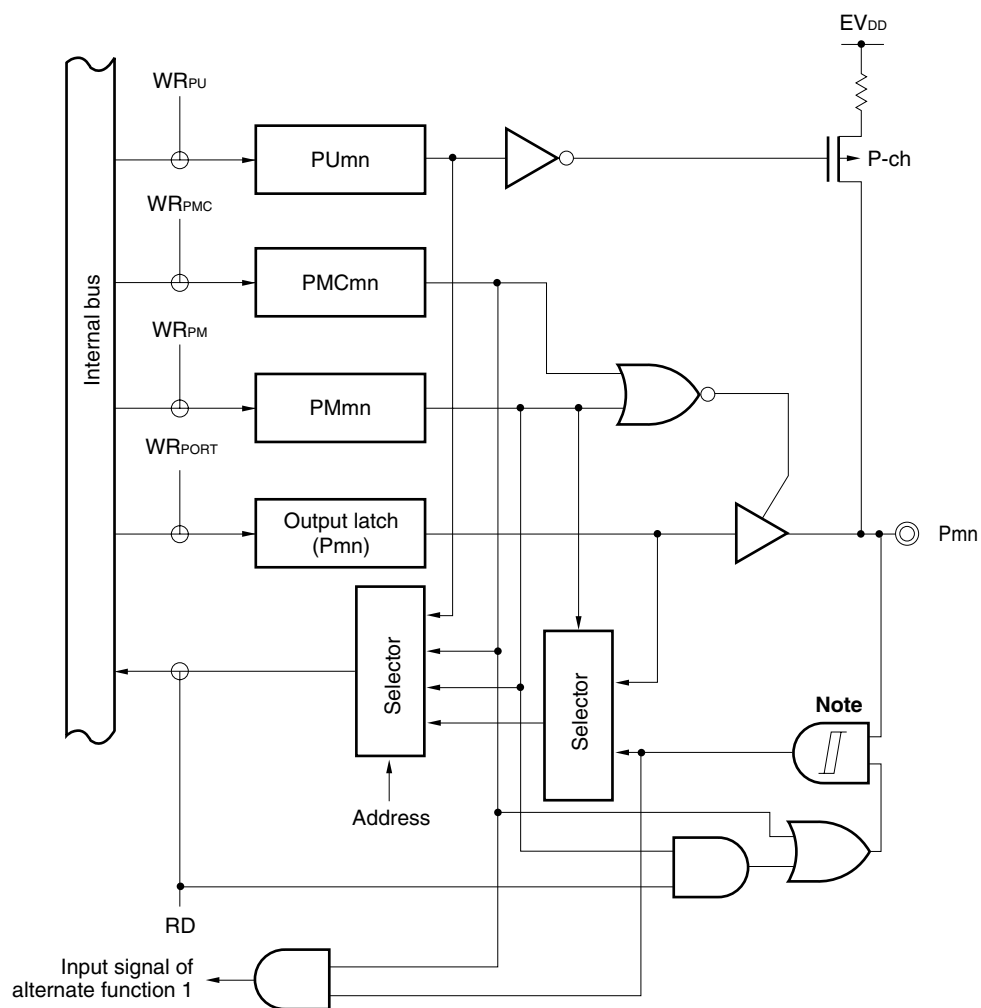 EVDD
WRPU
PUmn
P-ch
WRPMC
PMCmn
Internal bus
WRPM
PMmn
WRPORT
Output latch
(Pmn)
Pmn
Selector
Selector
Note
Address
RD
Input signal of
alternate function 1